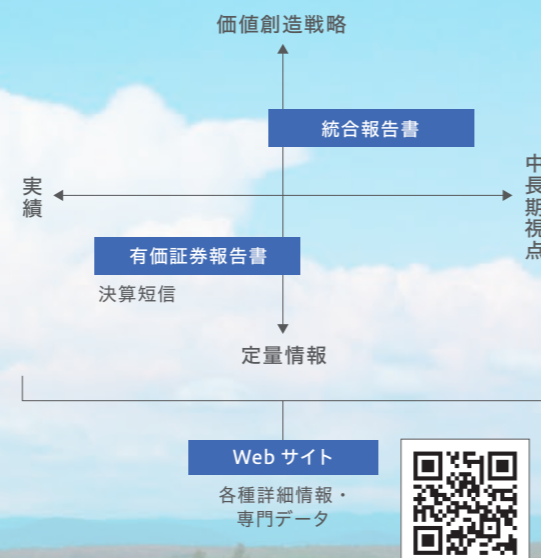 価値創造戦略
統合報告書
実績
中長期視点
有価証券報告書
決算短信
定量情報
Web サイト
各種詳細情報・
専門データ